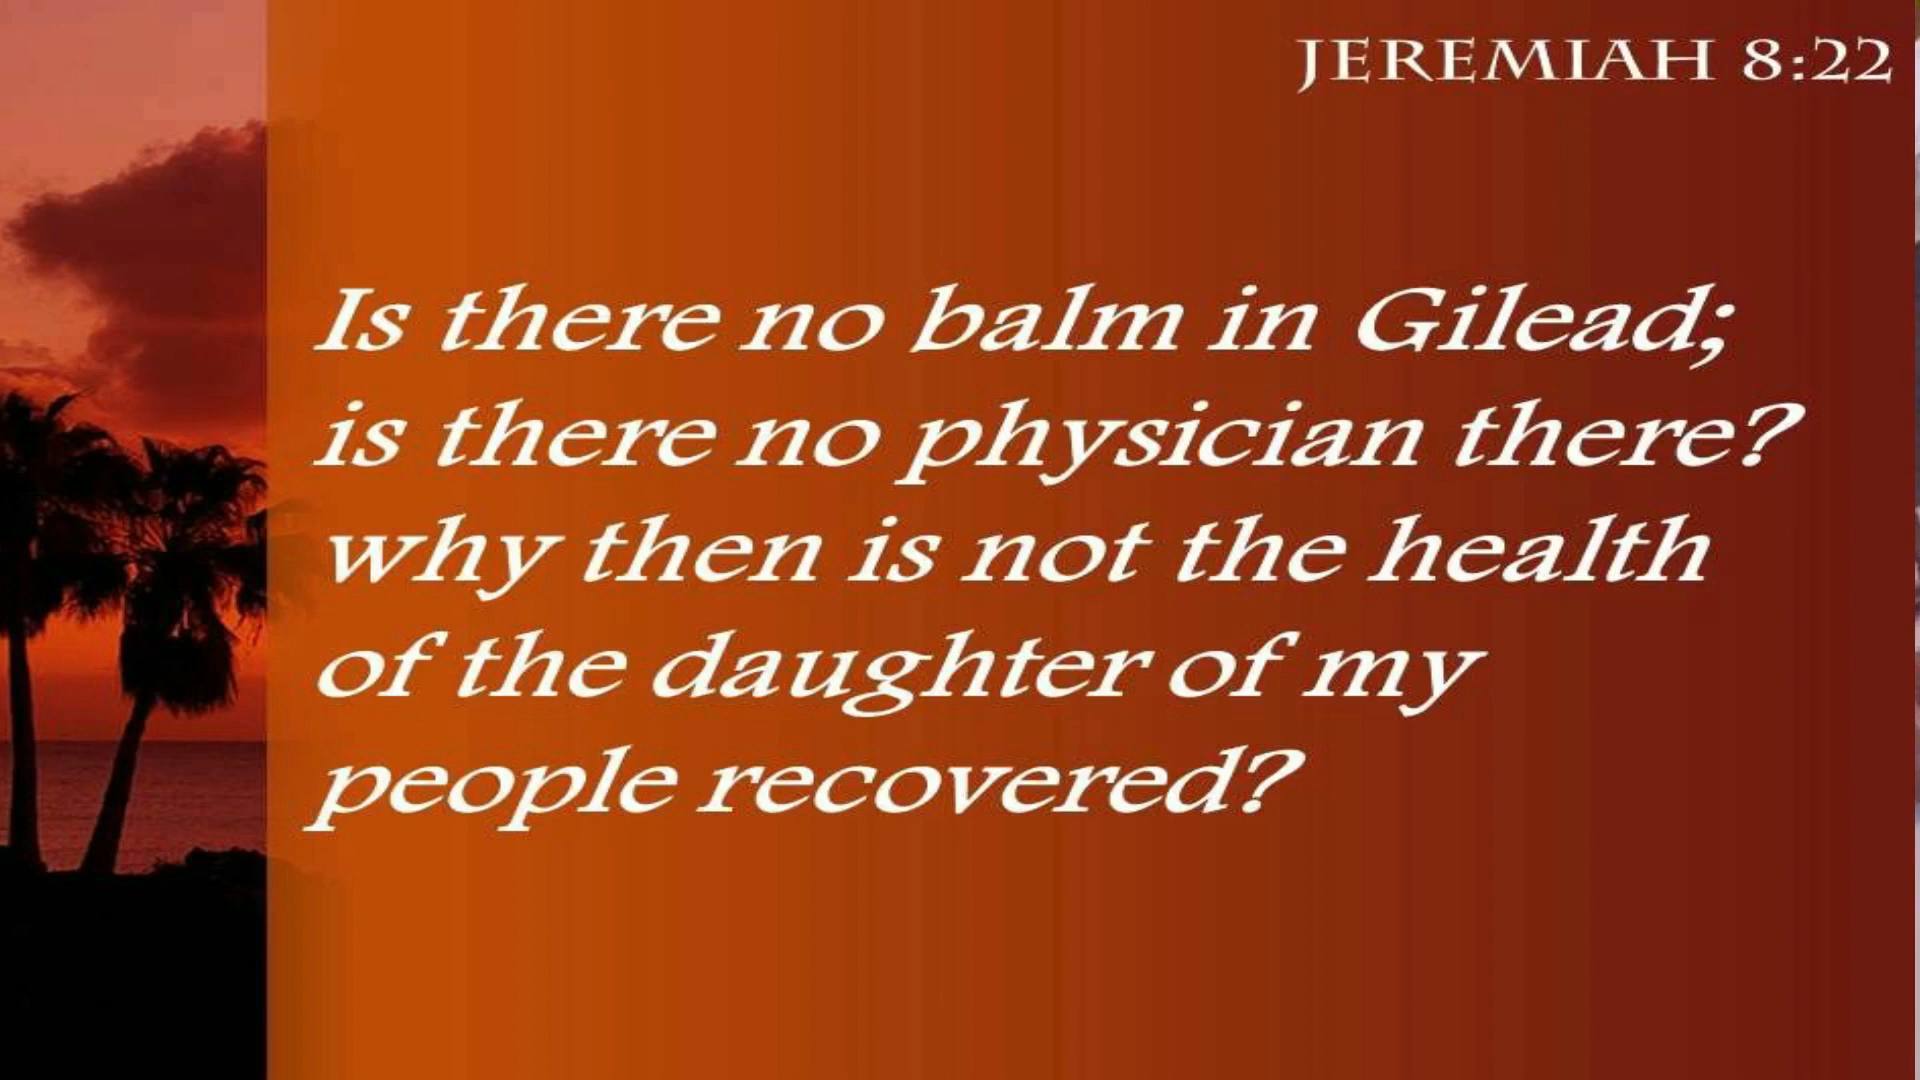 JEREMIAH 8:22
Is there no balm in Gilead;
is there no physician there?
why then is not the health
of the daughter of my
people recovered?